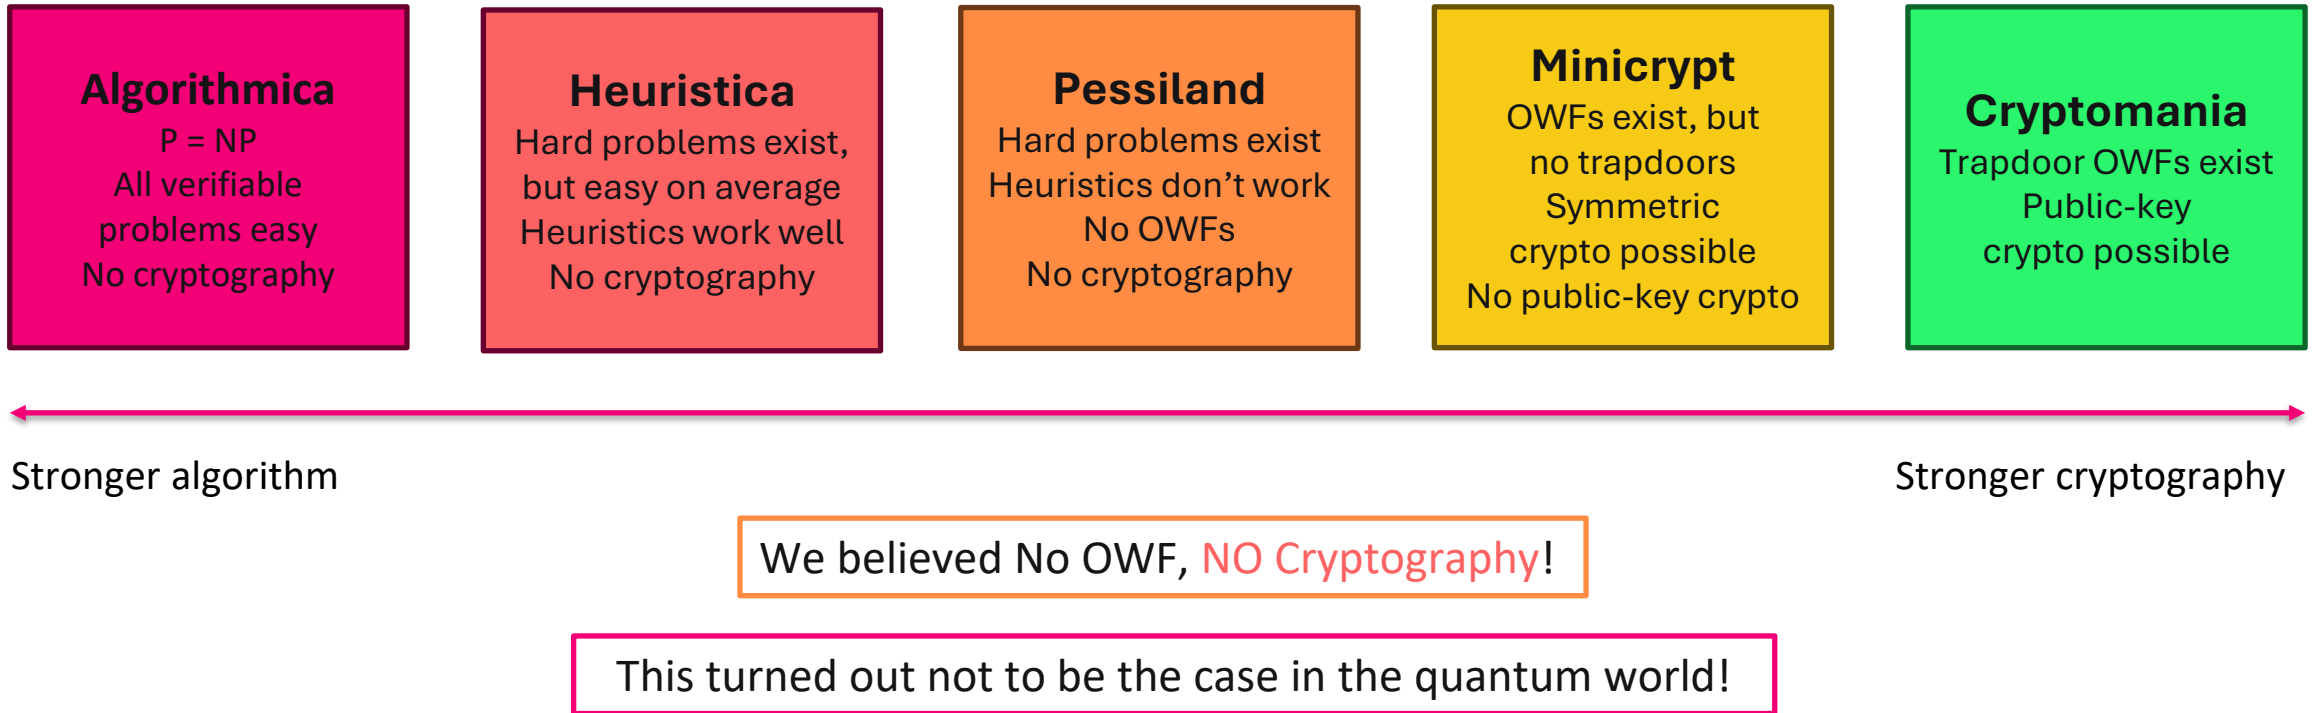 Algorithmica
P = NP
All verifiable
problems easy
No cryptography
Heuristica
Hard problems exist,
but easy on average
Heuristics work well
No cryptography
Pessiland
Hard problems exist
Heuristics don’t work
No OWFs
No cryptography
Minicrypt
OWFs exist, but
no trapdoors
Symmetric
crypto possible
No public-key crypto
Cryptomania
Trapdoor OWFs exist
Public-key
crypto possible
Stronger algorithm
Stronger cryptography
We believed No OWF, NO Cryptography!
This turned out not to be the case in the quantum world!